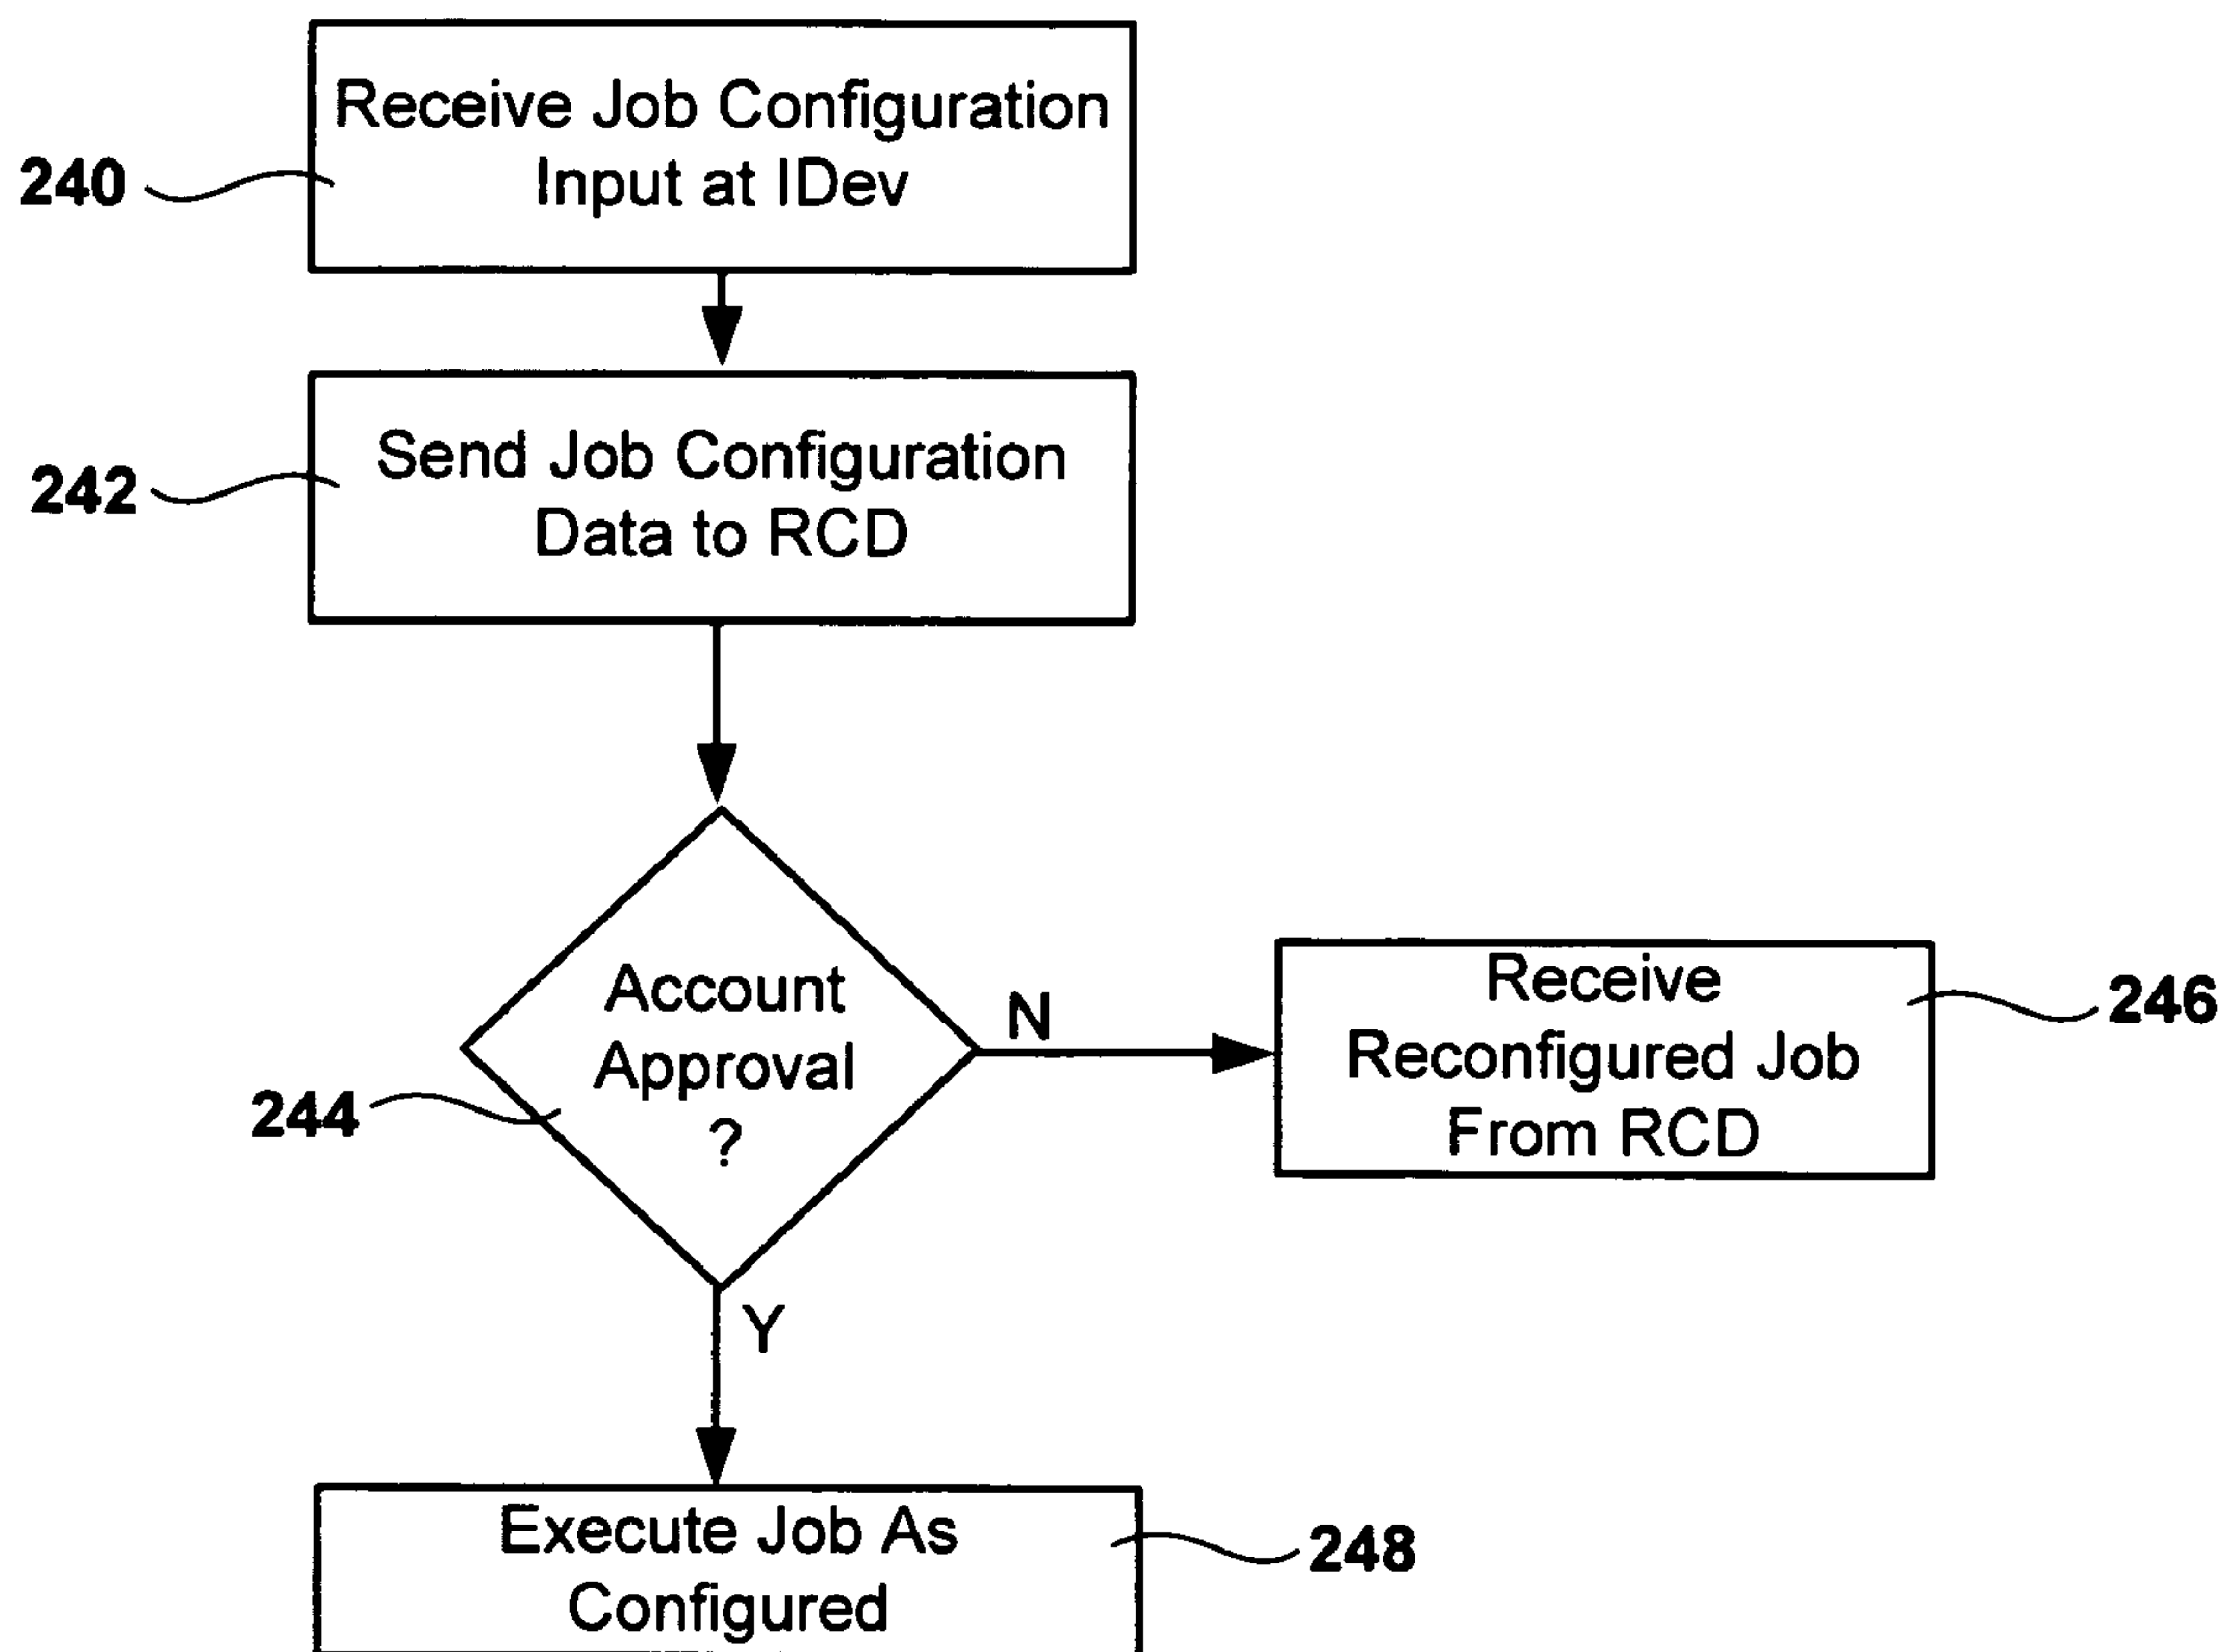 Receive Job Configuration
Input at IDev
240
Send Job Configuration
Data to RCD
242
Account
Approval
?
244
N
Receive
Reconfigured Job
From RCD
246
Y
Execute Job As
Configured
248